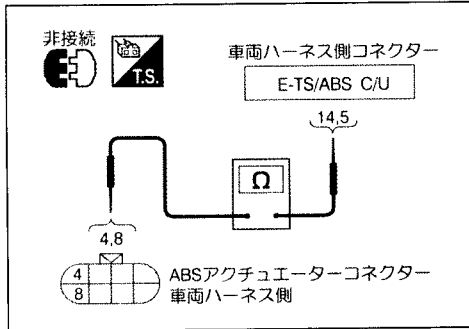 非接続
T.S.
車両ハーネス側コネクター
E-TS/ABS C/U
14,5
Ω
4,8
4
8
ABSアクチュエーターコネクター
車両ハーネス側